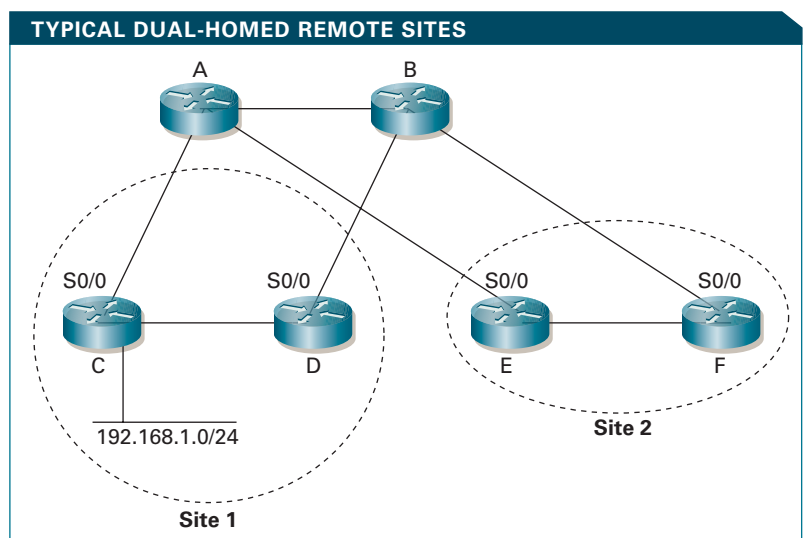 TYPICAL DUAL-HOMED REMOTE SITES
A B
S0/0 S0/0 S0/0 S0/0
C D E F
192.168.1.0/24
Site 2
Site 1